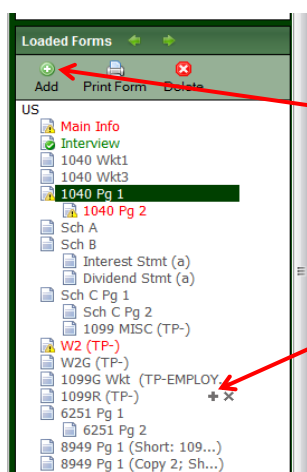 Loaded Forms
Add Print Form Delete
US
Main Info
Interview
1040 Wkt1
1040 Wkt3
1040 Pg 1
1040 Pg 2
Sch A
Sch B
Interest Stmt (a)
Dividend Stmt (a)
Sch C Pg 1
Sch C Pg 2
1099 MISC (TP-)
W2 (TP-)
W2G (TP-)
1099G Wkt (TP-EMPLOY...
1099R (TP-)
6251 Pg 1
6251 Pg 2
8949 Pg 1 (Short: 109...)
8949 Pg 1 (Copy 2; Sh...)